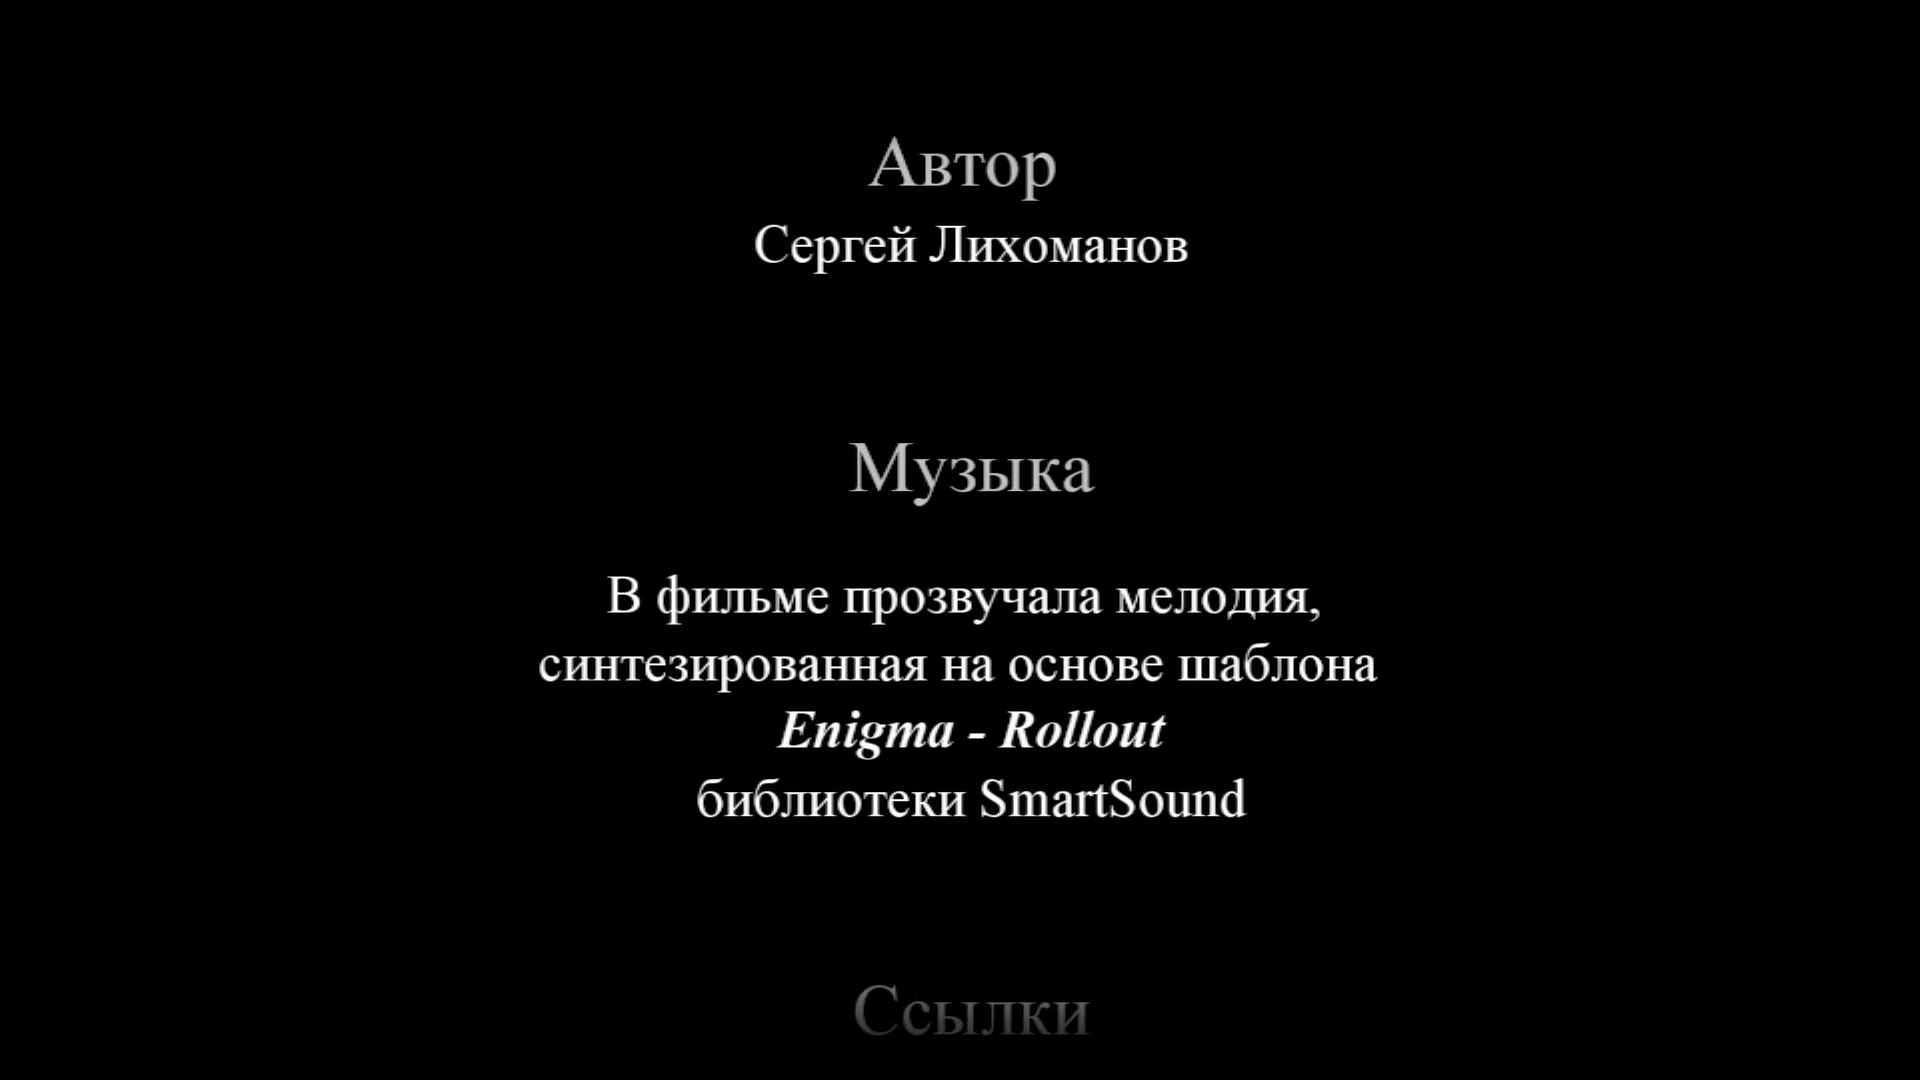 Автор
Сергей Лихоманов
Музыка
В фильме прозвучала мелодия,
синтезированная на основе шаблона
Enigma - Rollout
библиотеки SmartSound
Ссылки